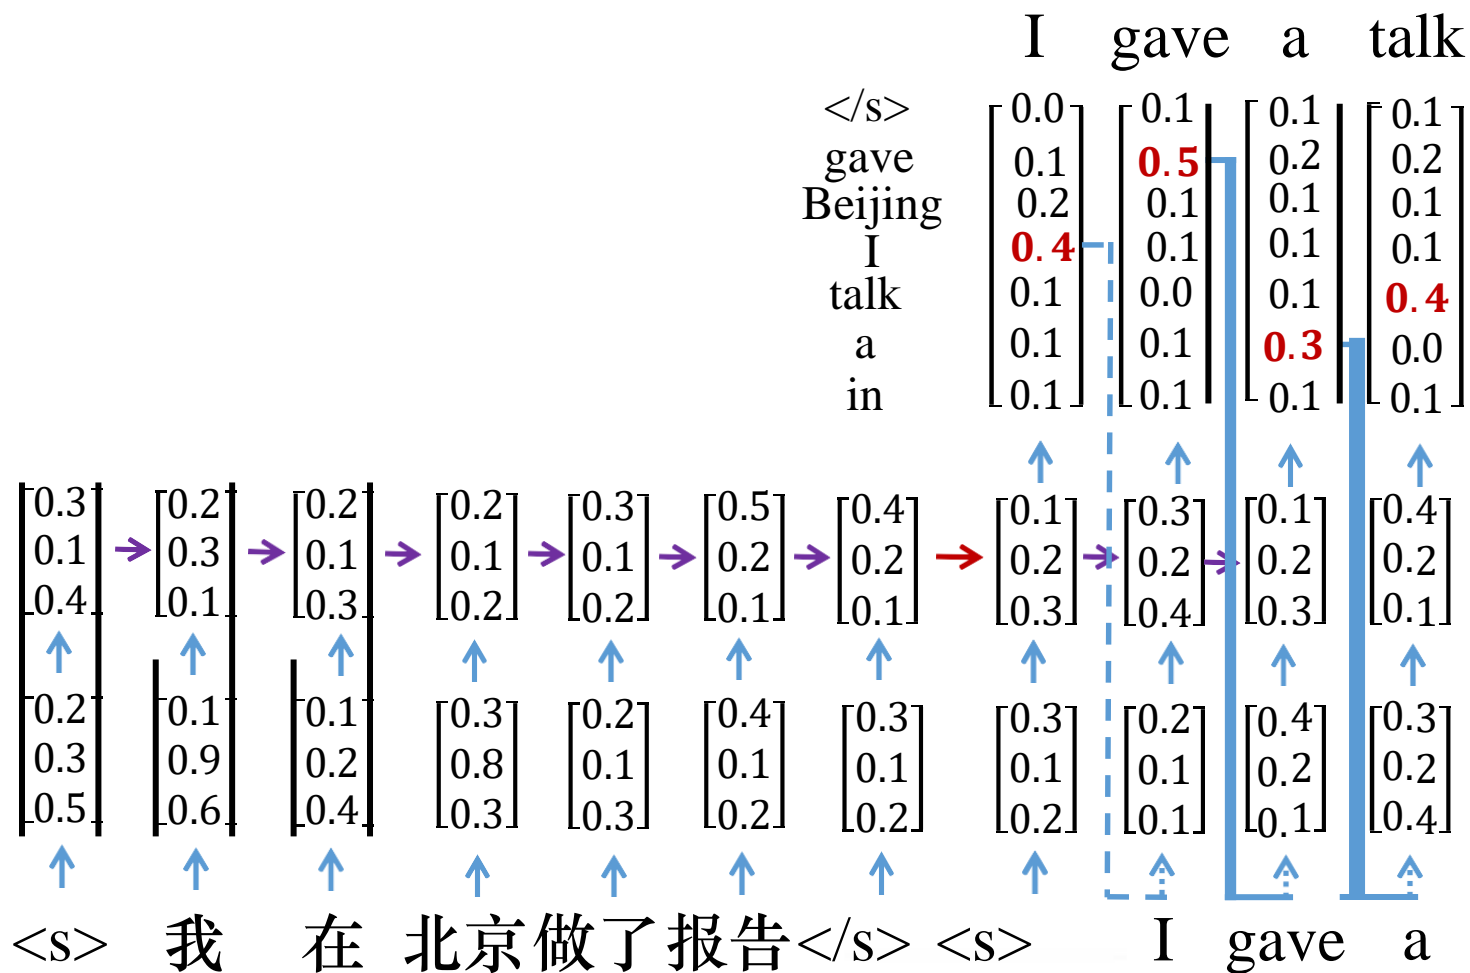 I gave a talk
</s> 0.0 0.1 0.1 0.1
gave 0.1 0.5 0.2 0.2
Beijing 0.2 0.1 0.1 0.1
I 0.4 0.1 0.1 0.1
talk 0.1 0.0 0.1 0.4
a 0.1 0.1 0.3 0.0
in 0.1 0.1 0.1 0.1
0.3 0.2 0.2 0.2 0.3 0.5 0.4 0.1 0.3 0.1 0.4
0.1 0.3 0.1 0.1 0.1 0.2 0.2 0.2 0.2 0.2 0.2
0.4 0.1 0.3 0.2 0.2 0.1 0.1 0.3 0.4 0.3 0.1
0.2 0.1 0.1 0.3 0.2 0.4 0.3 0.3 0.2 0.4 0.3
0.3 0.9 0.2 0.8 0.1 0.1 0.1 0.1 0.1 0.2 0.2
0.5 0.6 0.4 0.3 0.3 0.2 0.2 0.2 0.1 0.1 0.4
<s> 我 在 北京 做了 报告 </s> <s> I gave a